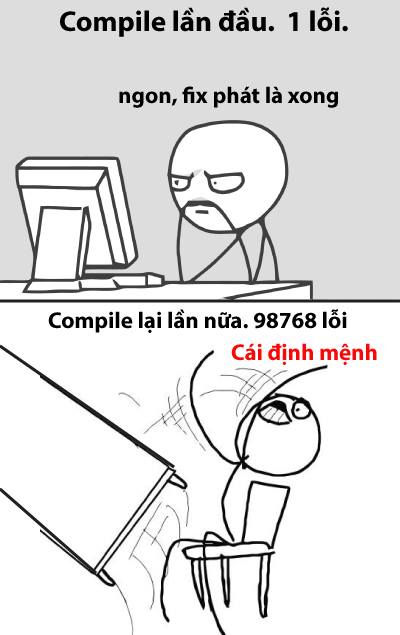 Compile lần đầu.  1 lỗi.
ngon, fix phát là xong
Compile lại lần nữa. 98768 lỗi
Cái định mệnh